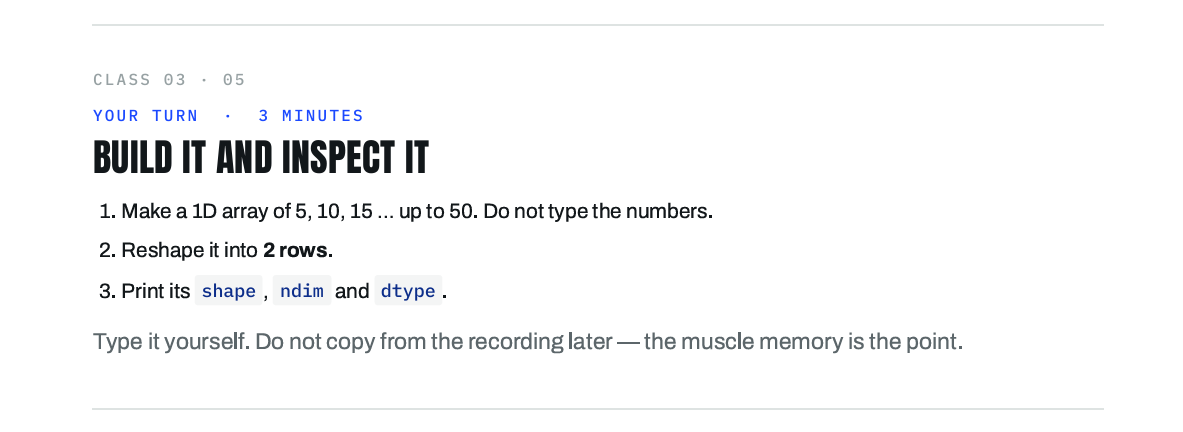 CLASS 03 · 05
YOUR TURN · 3 MINUTES
BUILD IT AND INSPECT IT
1. Make a 1D array of 5, 10, 15 … up to 50. Do not type the numbers.
2. Reshape it into 2 rows.
3. Print its shape, ndim and dtype.
Type it yourself. Do not copy from the recording later — the muscle memory is the point.